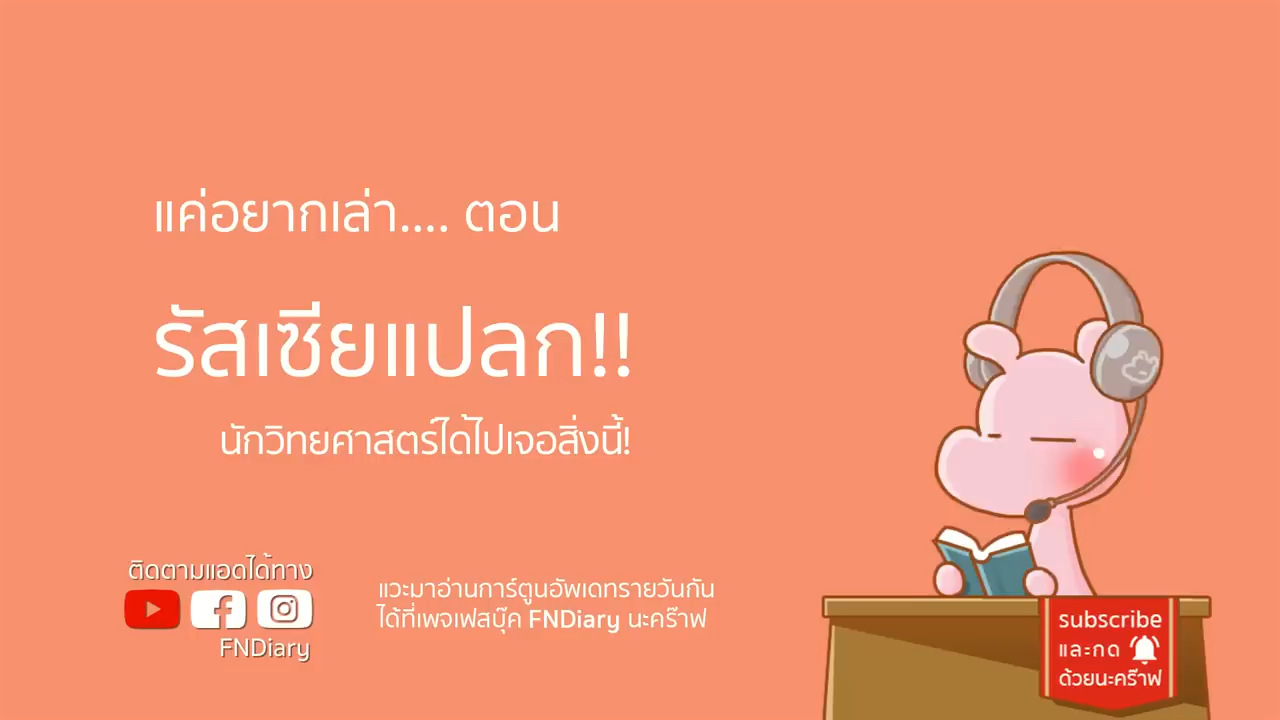 แค่อยากเล่า.... ตอน
รัสเซียแปลก!!
นักวิทยศาสตร์ได้ไปเจอสิ่งนี้!
ติดตามแอดได้ทาง
FNDiary
แวะมาอ่านการ์ตูนอัพเดทรายวันกัน
ได้ที่เพจเฟสบุ๊ค FNDiary นะคร๊าฟ
subscribe
และกด
ด้วยนะครีาฟ